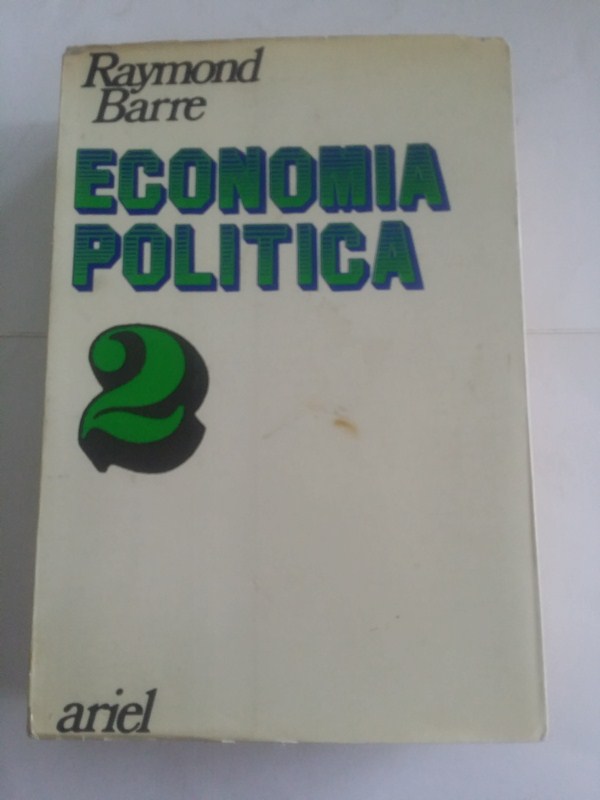 Raymond
Barre
ECONOMIA
POLITICA
2
ariel